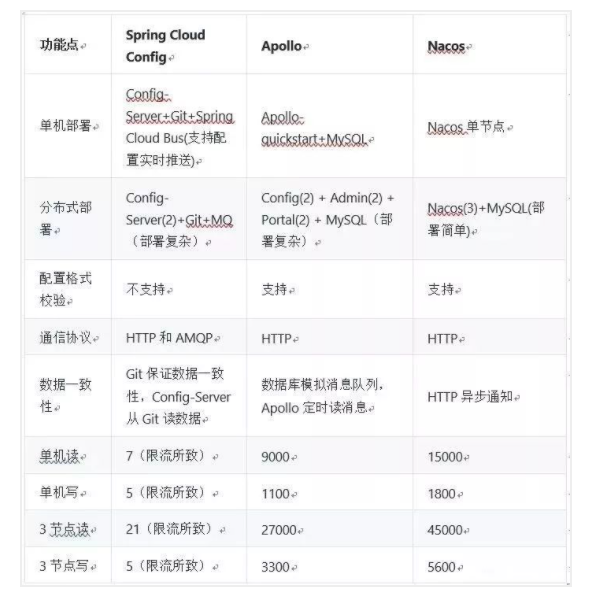 功能点
Spring Cloud
Config
Apollo
Nacos
单机部署
Config-
Server+Git+Spring
Cloud Bus(支持配
置实时推送)
Apollo-
quickstart+MySQL
Nacos 单节点
分布式部
署
Config-
Server(2)+Git+MQ
（部署复杂）
Config(2) + Admin(2) +
Portal(2) + MySQL（部
署复杂）
Nacos(3)+MySQL(部
署简单)
配置格式
校验
不支持
支持
支持
通信协议
HTTP 和 AMQP
HTTP
HTTP
数据一致
性
Git 保证数据一致
性，Config-Server
从 Git 读数据
数据库模拟消息队列，
Apollo 定时读消息
HTTP 异步通知
单机读
7（限流所致）
9000
15000
单机写
5（限流所致）
1100
1800
3 节点读
21（限流所致）
27000
45000
3 节点写
5（限流所致）
3300
5600